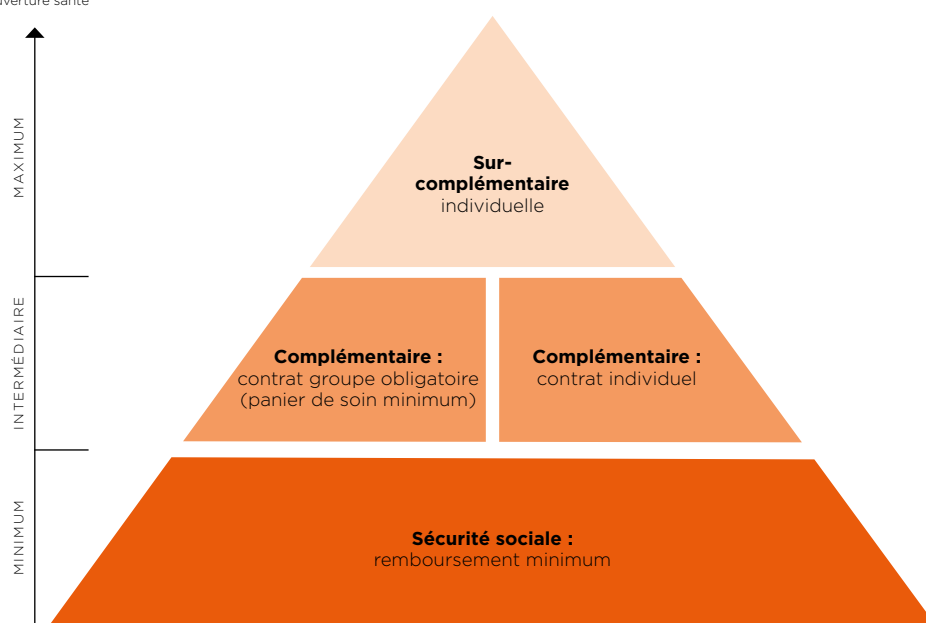 santé
MAXIMUM
Sur-
complémentaire
individuelle
INTERMÉDIAIRE
Complémentaire :
contrat groupe obligatoire
(panier de soin minimum)
Complémentaire :
contrat individuel
MINIMUM
Sécurité sociale :
remboursement minimum